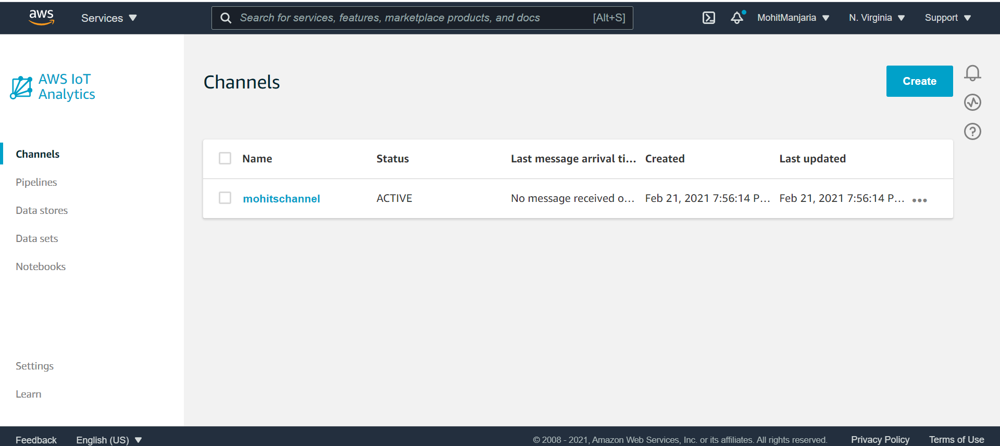 aws
Services
Search for services, features, marketplace products, and docs [Alt+S]
MohitManjaria
N. Virginia
Support
AWS IoT
Analytics
Channels
Pipelines
Data stores
Data sets
Notebooks
Settings
Learn
Channels
Create
Name Status Last message arrival ti... Created Last updated
mohitschannel ACTIVE No message received o... Feb 21, 2021 7:56:14 P... Feb 21, 2021 7:56:14 P...
Feedback English (US) © 2008 - 2021, Amazon Web Services, Inc. or its affiliates. All rights reserved. Privacy Policy Terms of Use